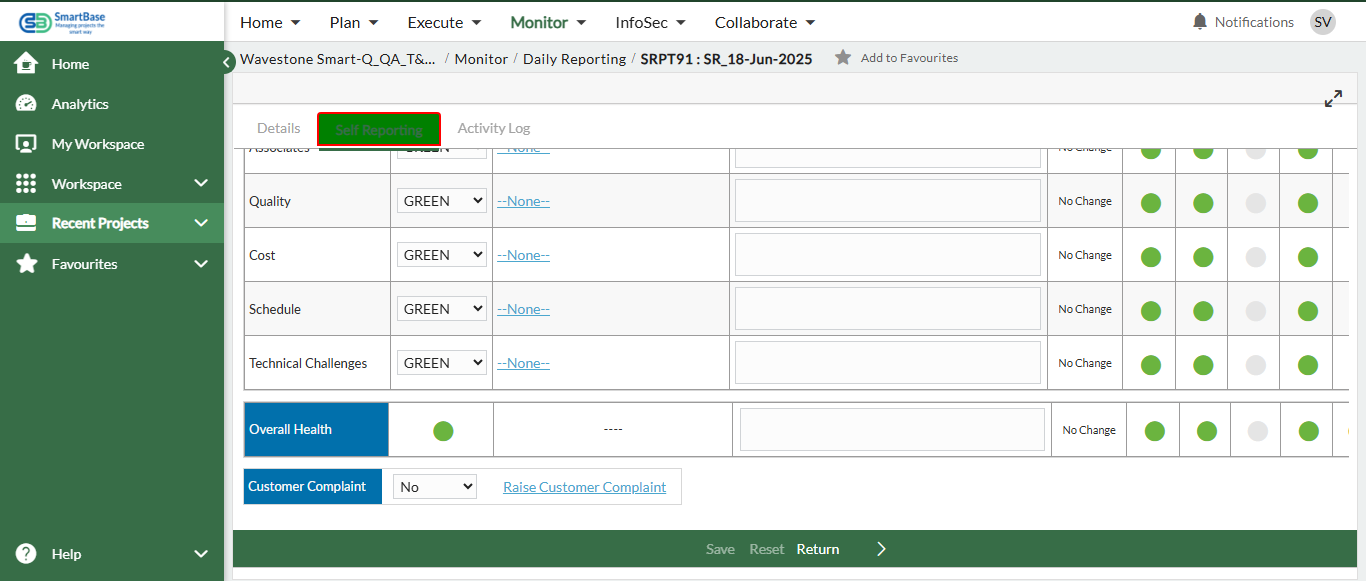 SmartBase
Managing projects the
smart way
Home Plan Execute Monitor InfoSec Collaborate
Notifications SV
Home
Analytics
My Workspace
Workspace
Recent Projects
Favourites
Help
Wavestone Smart-Q_QA_T&... / Monitor / Daily Reporting / SRPT91 : SR_18-Jun-2025 Add to Favourites
Details Self Reporting Activity Log
Associates GREEN --None-- No Change
Quality GREEN --None-- No Change
Cost GREEN --None-- No Change
Schedule GREEN --None-- No Change
Technical Challenges GREEN --None-- No Change
Overall Health ---- No Change
Customer Complaint No Raise Customer Complaint
Save Reset Return